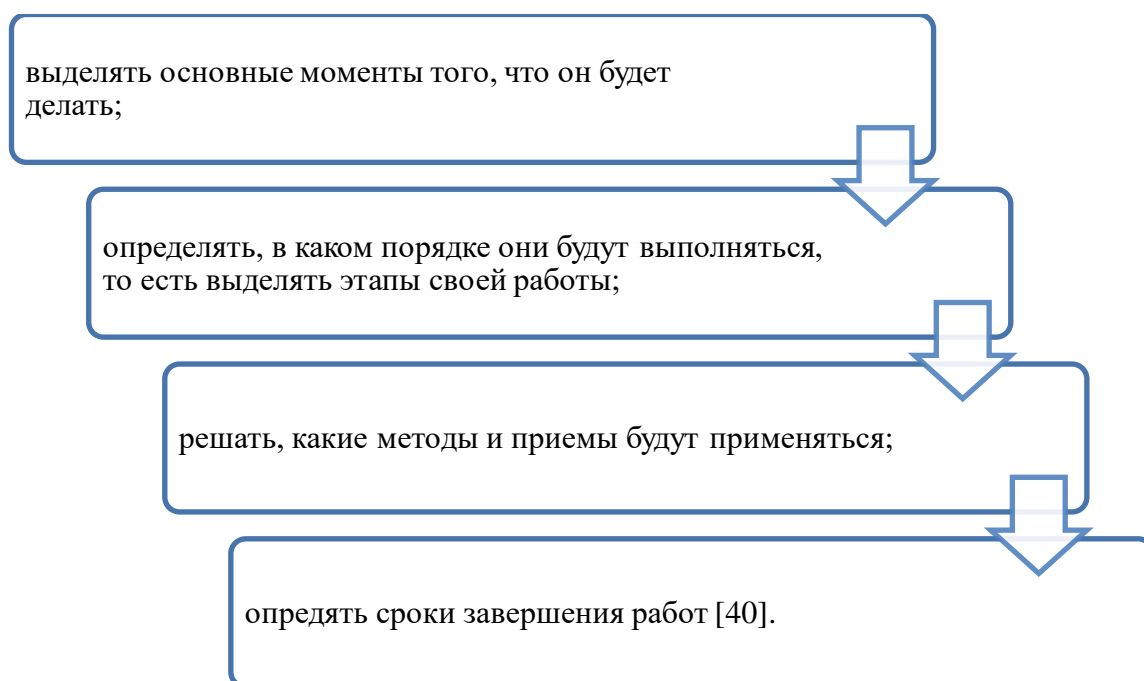 выделять основные моменты того, что он будет
делать;
определять, в каком порядке они будут выполняться,
то есть выделять этапы своей работы;
решать, какие методы и приемы будут применяться;
опредять сроки завершения работ [40].